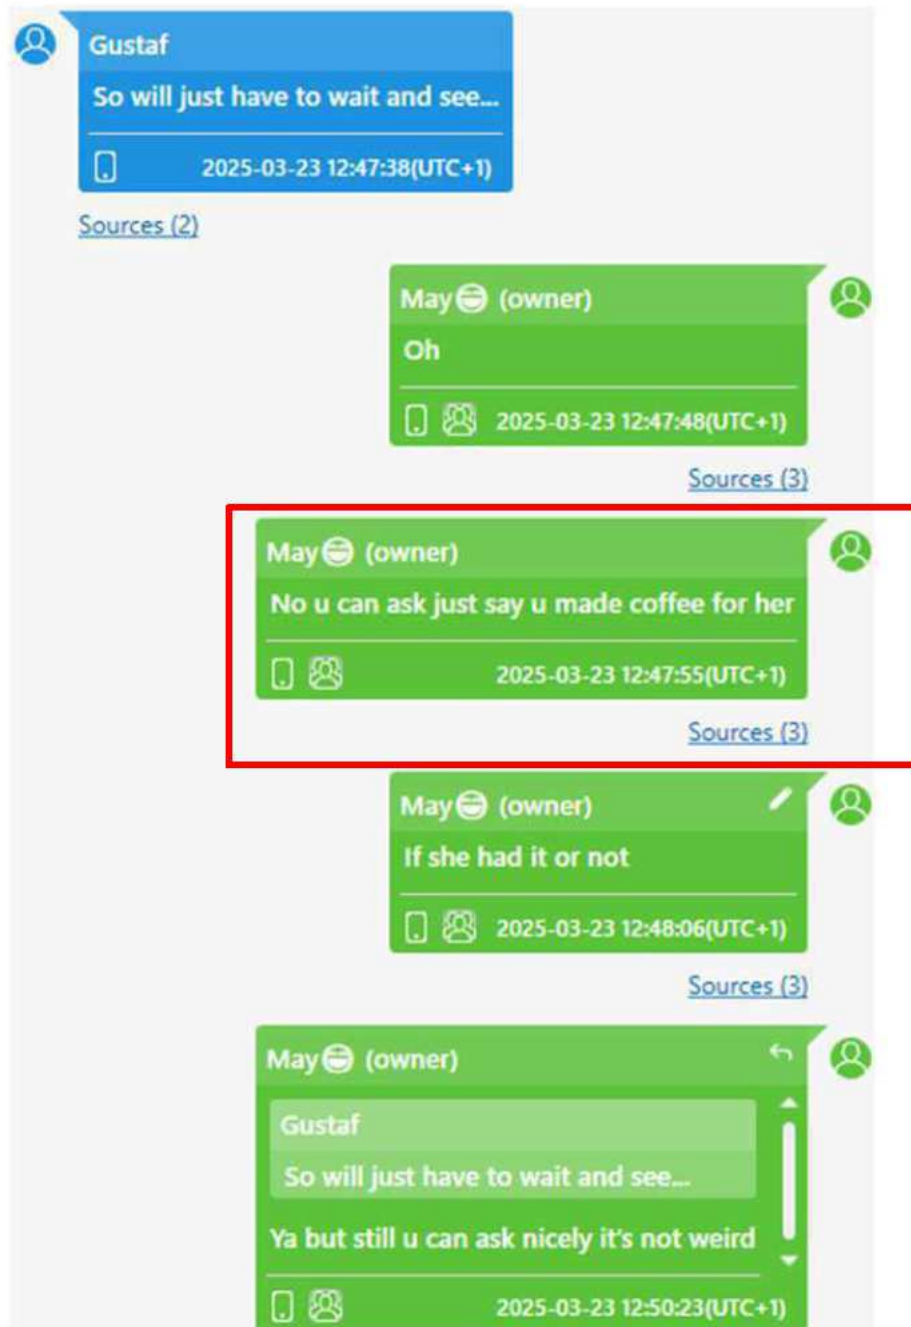 Gustaf
So will just have to wait and see...
2025-03-23 12:47:38(UTC+1)
Sources (2)
May😁 (owner)
Oh
2025-03-23 12:47:48(UTC+1)
Sources (3)
May😁 (owner)
No u can ask just say u made coffee for her
2025-03-23 12:47:55(UTC+1)
Sources (3)
May😁 (owner)
If she had it or not
2025-03-23 12:48:06(UTC+1)
Sources (3)
May😁 (owner)
Gustaf
So will just have to wait and see...
Ya but still u can ask nicely it's not weird
2025-03-23 12:50:23(UTC+1)